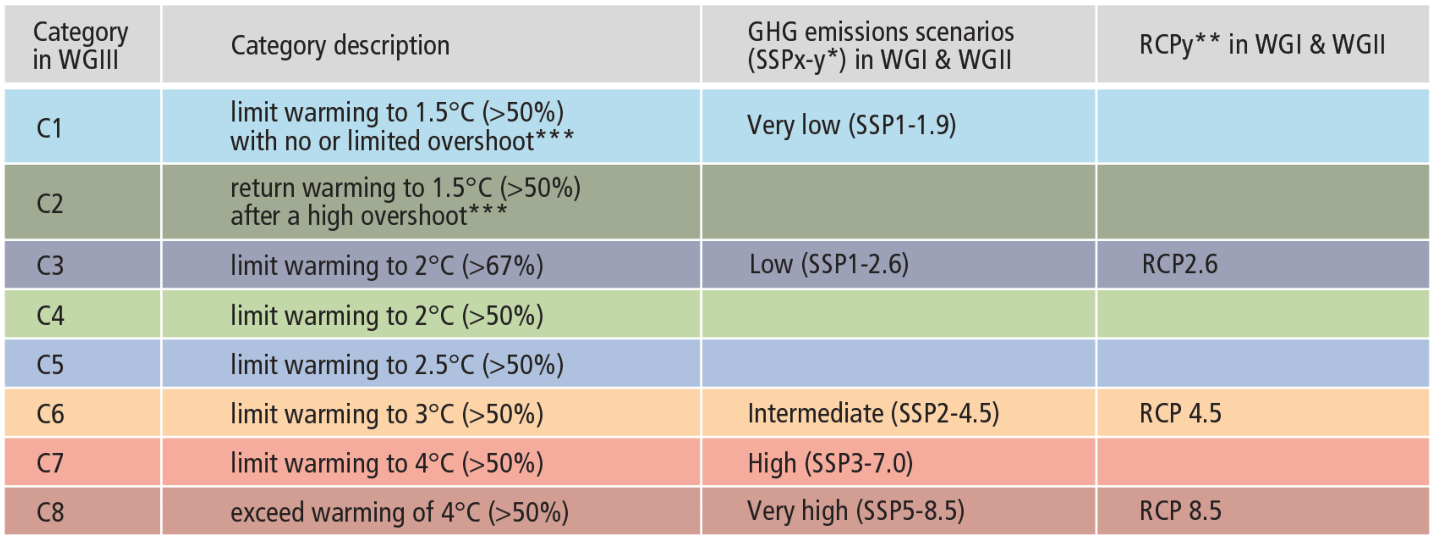 Category
in WGIII
Category description
GHG emissions scenarios
(SSPx-y*) in WGI & WGII
RCPy** in WGI & WGII
C1
limit warming to 1.5°C (>50%)
with no or limited overshoot***
Very low (SSP1-1.9)
C2
return warming to 1.5°C (>50%)
after a high overshoot***
C3
limit warming to 2°C (>67%)
Low (SSP1-2.6)
RCP2.6
C4
limit warming to 2°C (>50%)
C5
limit warming to 2.5°C (>50%)
C6
limit warming to 3°C (>50%)
Intermediate (SSP2-4.5)
RCP 4.5
C7
limit warming to 4°C (>50%)
High (SSP3-7.0)
C8
exceed warming of 4°C (>50%)
Very high (SSP5-8.5)
RCP 8.5